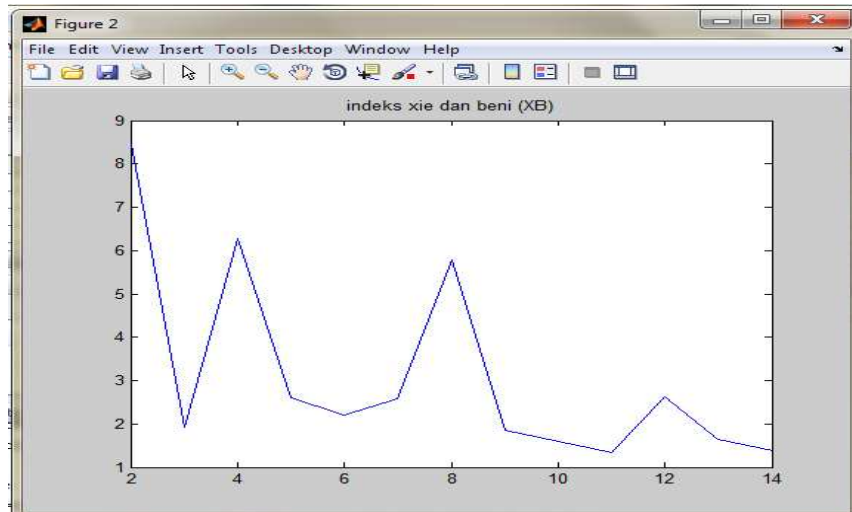 Figure 2
File Edit View Insert Tools Desktop Window Help
indeks xie dan beni (XB)
9
8
7
6
5
4
3
2
1
2 4 6 8 10 12 14